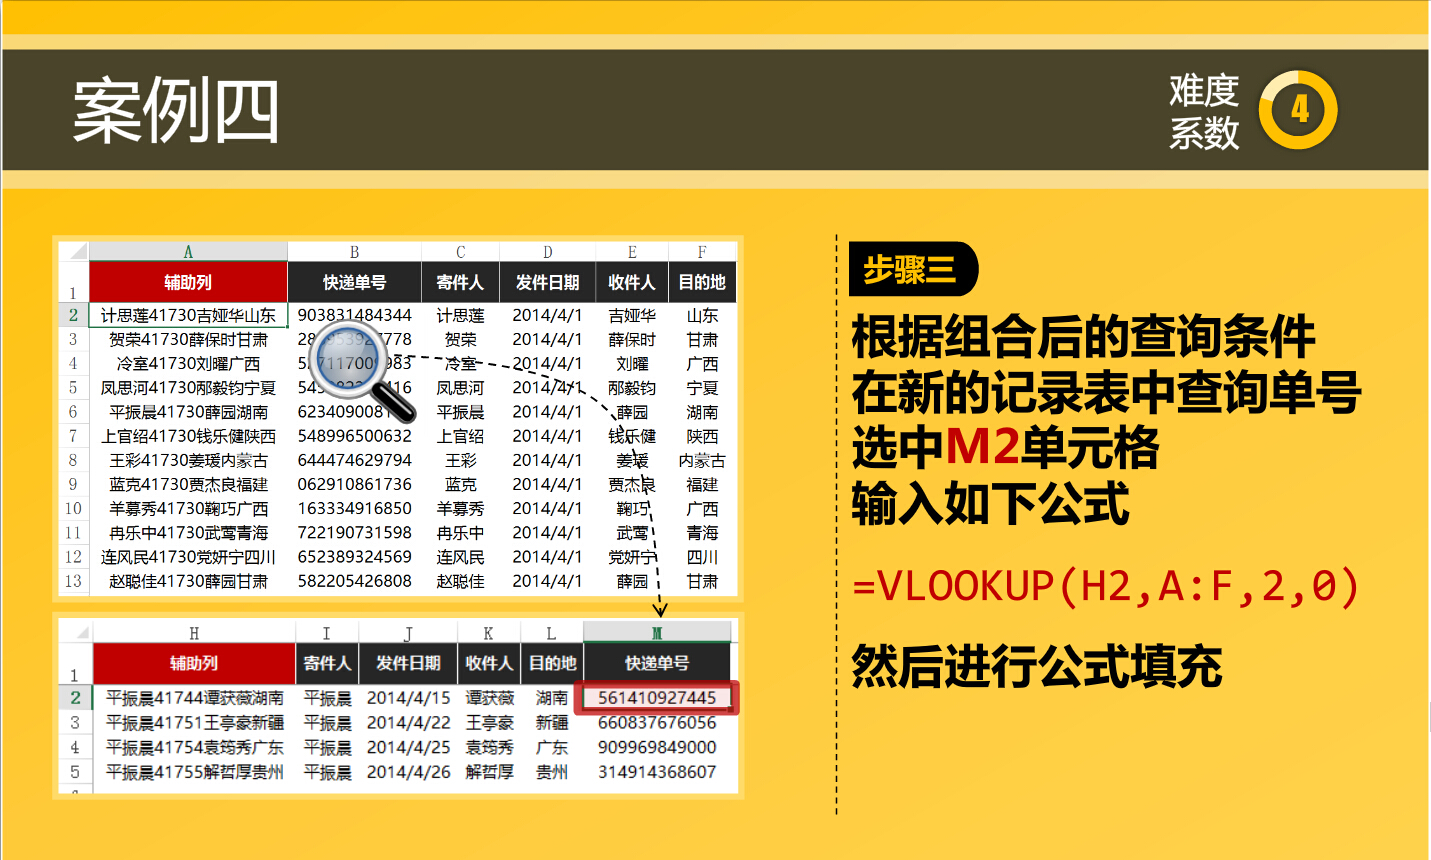 案例四
难度
系数
4
A B C D E F
1 辅助列 快递单号 寄件人 发件日期 收件人 目的地
2 计思莲41730吉娅华山东 903831484344 计思莲 2014/4/1 吉娅华 山东
3 贺荣41730薛保时甘肃 贺荣 2014/4/1 薛保时 甘肃
4 冷室41730刘曜广西 冷室 2014/4/1 刘曜 广西
5 凤思河41730邴毅钧宁夏 凤思河 2014/4/1 邴毅钧 宁夏
6 平振晨41730薛园湖南 平振晨 2014/4/1 薛园 湖南
7 上官绍41730钱乐健陕西 548996500632 上官绍 2014/4/1 钱乐健 陕西
8 王彩41730姜瑗内蒙古 644474629794 王彩 2014/4/1 姜瑗 内蒙古
9 蓝克41730贾杰良福建 062910861736 蓝克 2014/4/1 贾杰良 福建
10 羊募秀41730鞠巧广西 163334916850 羊募秀 2014/4/1 鞠巧 广西
11 冉乐中41730武莺青海 722190731598 冉乐中 2014/4/1 武莺 青海
12 连风民41730党妍宁四川 652389324569 连风民 2014/4/1 党妍宁 四川
13 赵聪佳41730薛园甘肃 582205426808 赵聪佳 2014/4/1 薛园 甘肃
H I J K L M
1 辅助列 寄件人 发件日期 收件人 目的地 快递单号
2 平振晨41744谭获薇湖南 平振晨 2014/4/15 谭获薇 湖南 561410927445
3 平振晨41751王亭豪新疆 平振晨 2014/4/22 王亭豪 新疆 660837676056
4 平振晨41754袁筠秀广东 平振晨 2014/4/25 袁筠秀 广东 909969849000
5 平振晨41755解哲厚贵州 平振晨 2014/4/26 解哲厚 贵州 314914368607
步骤三
根据组合后的查询条件
在新的记录表中查询单号
选中M2单元格
输入如下公式
=VLOOKUP(H2,A:F,2,0)
然后进行公式填充